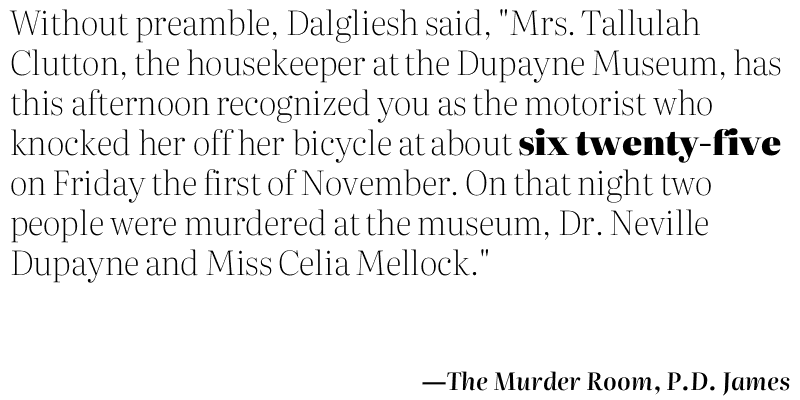 Without preamble, Dalgliesh said, "Mrs. Tallulah
Clutton, the housekeeper at the Dupayne Museum, has
this afternoon recognized you as the motorist who
knocked her off her bicycle at about six twenty-five
on Friday the first of November. On that night two
people were murdered at the museum, Dr. Neville
Dupayne and Miss Celia Mellock."
—The Murder Room, P.D. James